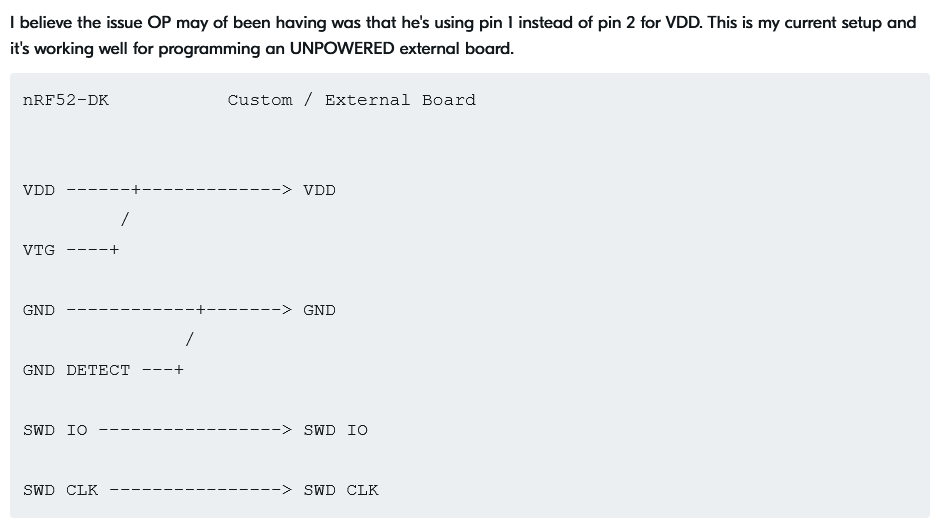 I believe the issue OP may of been having was that he's using pin 1 instead of pin 2 for VDD. This is my current setup and
it's working well for programming an UNPOWERED external board.
nRF52-DK           Custom / External Board
VDD ------+-------------> VDD
         /
VTG ----+
GND ------------+-------> GND
               /
GND DETECT ---+
SWD IO -----------------> SWD IO
SWD CLK ----------------> SWD CLK